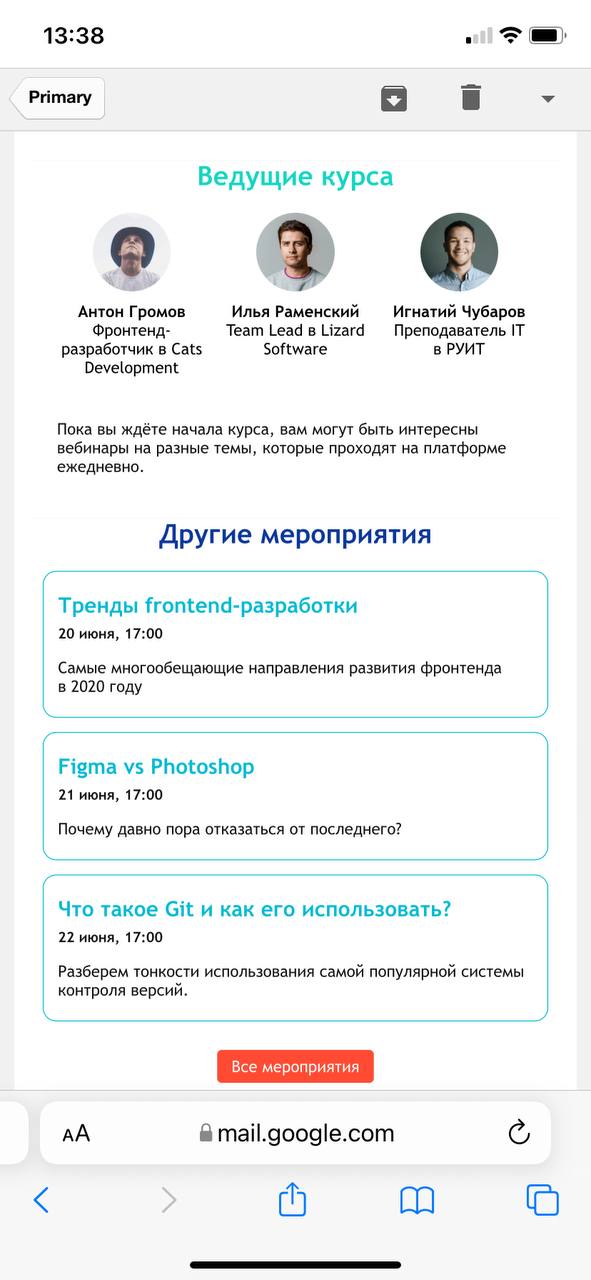 13:38
Primary
Ведущие курса
Антон Громов
Фронтенд-
разработчик в Cats
Development
Илья Раменский
Team Lead в Lizard
Software
Игнатий Чубаров
Преподаватель IT
в РУИТ
Пока вы ждёте начала курса, вам могут быть интересны
вебинары на разные темы, которые проходят на платформе
ежедневно.
Другие мероприятия
Тренды frontend-разработки
20 июня, 17:00
Самые многообещающие направления развития фронтенда
в 2020 году
Figma vs Photoshop
21 июня, 17:00
Почему давно пора отказаться от последнего?
Что такое Git и как его использовать?
22 июня, 17:00
Разберем тонкости использования самой популярной системы
контроля версий.
Все мероприятия
AA
mail.google.com